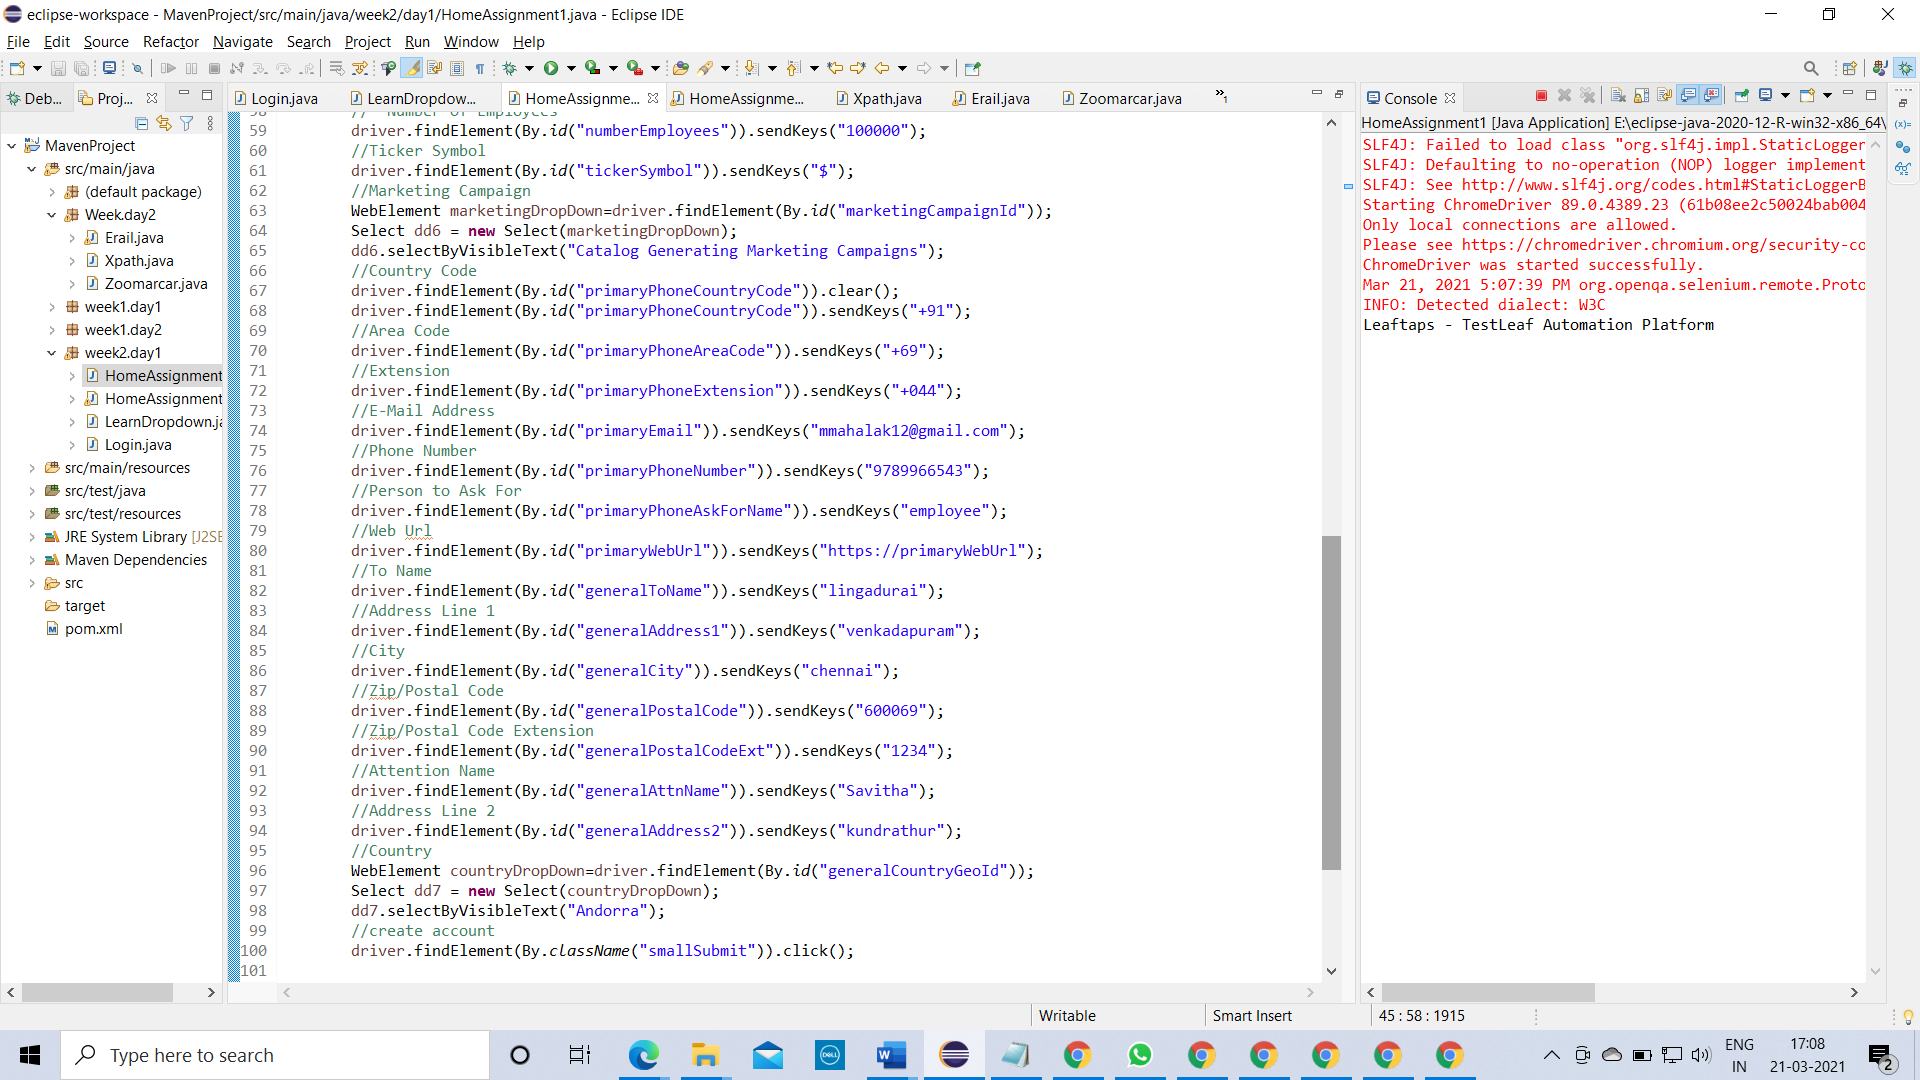 eclipse-workspace - MavenProject/src/main/java/week2/day1/HomeAssignment1.java - Eclipse IDE
File Edit Source Refactor Navigate Search Project Run Window Help
Deb... Proj...
MavenProject
src/main/java
(default package)
Week.day2
Erail.java
Xpath.java
Zoomarcar.java
week1.day1
week1.day2
week2.day1
HomeAssignment
HomeAssignment
LearnDropdown.ja
Login.java
src/main/resources
src/test/java
src/test/resources
JRE System Library [J2SE
Maven Dependencies
src
target
pom.xml
Login.java LearnDropdow... HomeAssignme... HomeAssignme... Xpath.java Erail.java Zoomarcar.java »1
58 // Number Of Employees
59 driver.findElement(By.id("numberEmployees")).sendKeys("100000");
60 //Ticker Symbol
61 driver.findElement(By.id("tickerSymbol")).sendKeys("$");
62 //Marketing Campaign
63 WebElement marketingDropDown=driver.findElement(By.id("marketingCampaignId"));
64 Select dd6 = new Select(marketingDropDown);
65 dd6.selectByVisibleText("Catalog Generating Marketing Campaigns");
66 //Country Code
67 driver.findElement(By.id("primaryPhoneCountryCode")).clear();
68 driver.findElement(By.id("primaryPhoneCountryCode")).sendKeys("+91");
69 //Area Code
70 driver.findElement(By.id("primaryPhoneAreaCode")).sendKeys("+69");
71 //Extension
72 driver.findElement(By.id("primaryPhoneExtension")).sendKeys("+044");
73 //E-Mail Address
74 driver.findElement(By.id("primaryEmail")).sendKeys("mmahalak12@gmail.com");
75 //Phone Number
76 driver.findElement(By.id("primaryPhoneNumber")).sendKeys("9789966543");
77 //Person to Ask For
78 driver.findElement(By.id("primaryPhoneAskForName")).sendKeys("employee");
79 //Web Url
80 driver.findElement(By.id("primaryWebUrl")).sendKeys("https://primaryWebUrl");
81 //To Name
82 driver.findElement(By.id("generalToName")).sendKeys("lingadurai");
83 //Address Line 1
84 driver.findElement(By.id("generalAddress1")).sendKeys("venkadapuram");
85 //City
86 driver.findElement(By.id("generalCity")).sendKeys("chennai");
87 //Zip/Postal Code
88 driver.findElement(By.id("generalPostalCode")).sendKeys("600069");
89 //Zip/Postal Code Extension
90 driver.findElement(By.id("generalPostalCodeExt")).sendKeys("1234");
91 //Attention Name
92 driver.findElement(By.id("generalAttnName")).sendKeys("Savitha");
93 //Address Line 2
94 driver.findElement(By.id("generalAddress2")).sendKeys("kundrathur");
95 //Country
96 WebElement countryDropDown=driver.findElement(By.id("generalCountryGeoId"));
97 Select dd7 = new Select(countryDropDown);
98 dd7.selectByVisibleText("Andorra");
99 //create account
100 driver.findElement(By.className("smallSubmit")).click();
101
Console
HomeAssignment1 [Java Application] E:\eclipse-java-2020-12-R-win32-x86_64\
SLF4J: Failed to load class "org.slf4j.impl.StaticLogger
SLF4J: Defaulting to no-operation (NOP) logger implement
SLF4J: See http://www.slf4j.org/codes.html#StaticLoggerB
Starting ChromeDriver 89.0.4389.23 (61b08ee2c50024bab004
Only local connections are allowed.
Please see https://chromedriver.chromium.org/security-co
ChromeDriver was started successfully.
Mar 21, 2021 5:07:39 PM org.openqa.selenium.remote.Proto
INFO: Detected dialect: W3C
Leaftaps - TestLeaf Automation Platform
Writable Smart Insert 45 : 58 : 1915
Type here to search
DELL
W
ENG
IN
17:08
21-03-2021
2